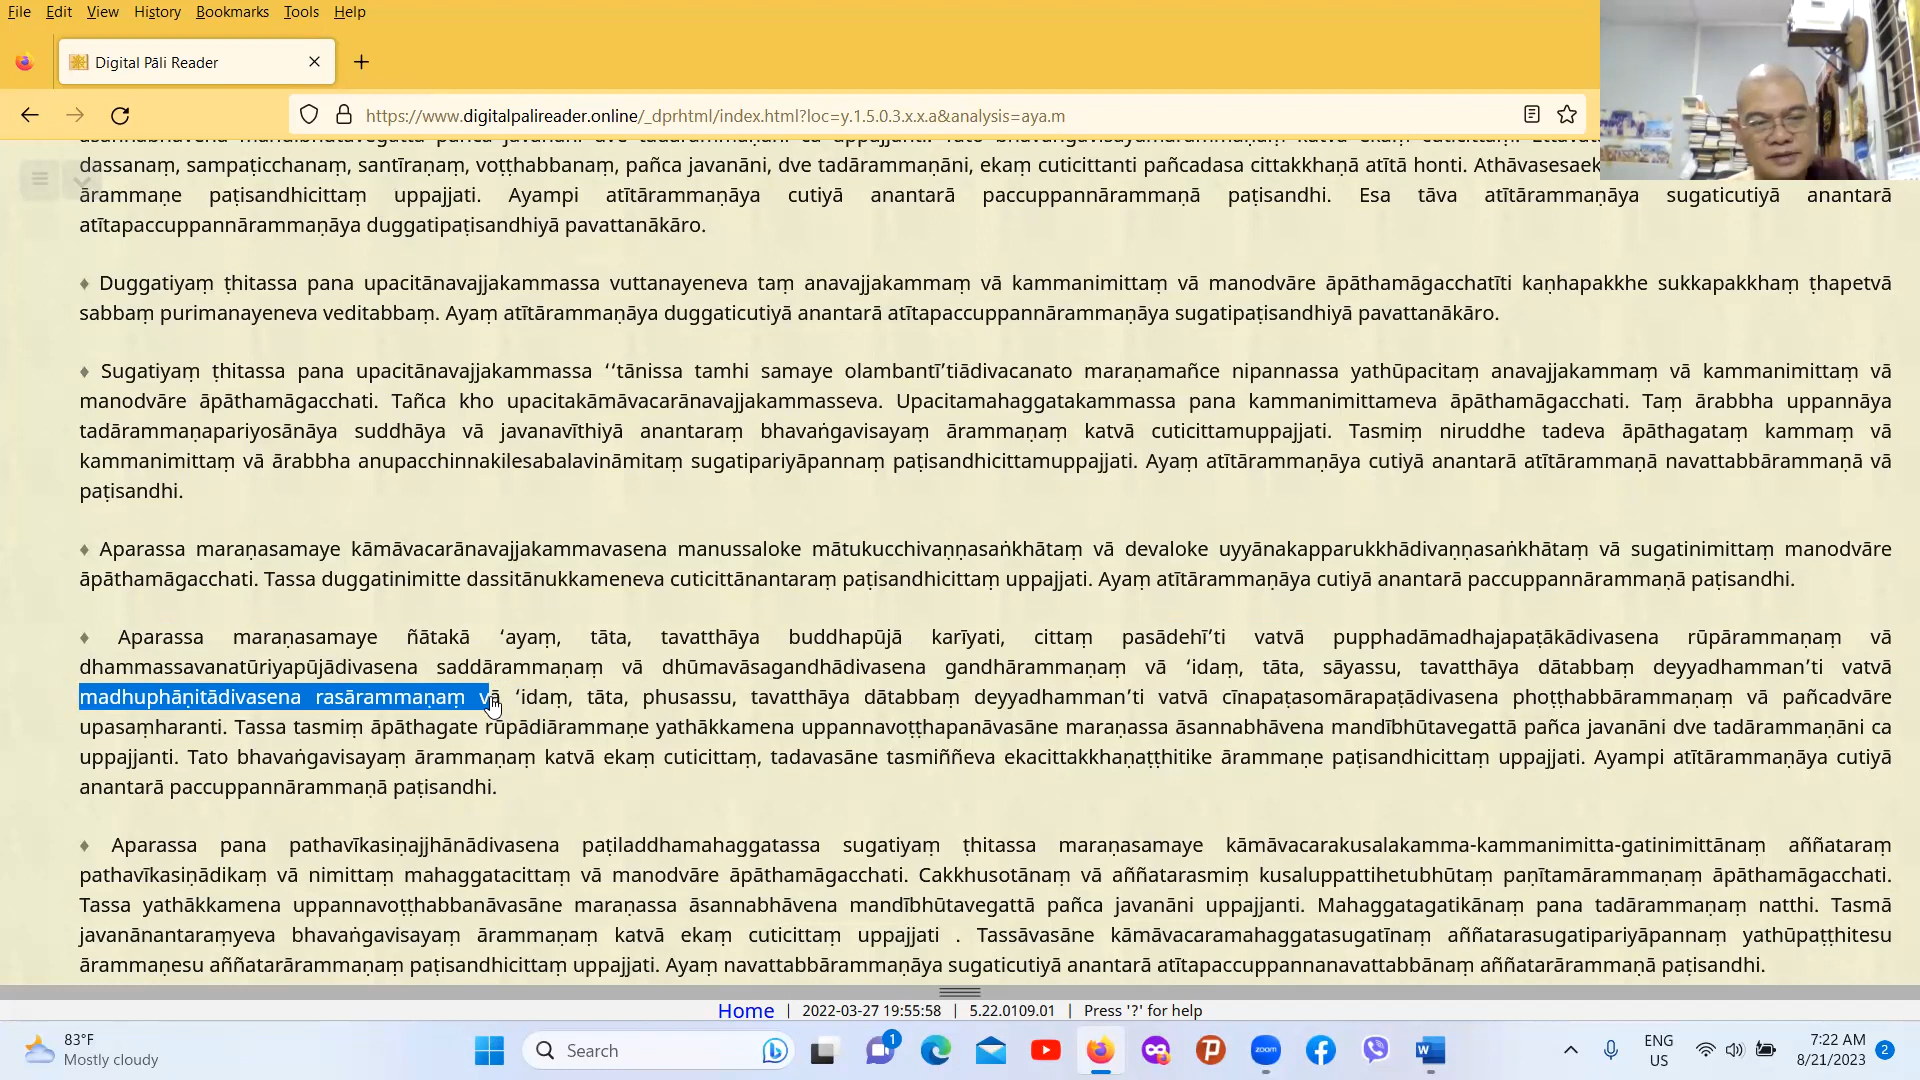 File Edit View History Bookmarks Tools Help
Digital Pāli Reader
https://www.digitalpalireader.online/_dprhtml/index.html?loc=y.1.5.0.3.x.x.a&analysis=aya.m
dassanaṃ, sampaṭicchanaṃ, santīraṇaṃ, voṭṭhabbanaṃ, pañca javanāni, dve tadārammaṇāni, ekaṃ cuticittanti pañcadasa cittakkhaṇā atītā honti. Athāvasesaek
ārammaṇe paṭisandhicittaṃ uppajjati. Ayampi atītārammaṇāya cutiyā anantarā paccuppannārammaṇā paṭisandhi. Esa tāva atītārammaṇāya sugaticutiyā anantarā
atītapaccuppannārammaṇāya duggatipaṭisandhiyā pavattanākāro.
♦ Duggatiyaṃ ṭhitassa pana upacitānavajjakammassa vuttanayeneva taṃ anavajjakammaṃ vā kammanimittaṃ vā manodvāre āpāthamāgacchatīti kaṇhapakkhe sukkapakkhaṃ ṭhapetvā
sabbaṃ purimanayeneva veditabbaṃ. Ayaṃ atītārammaṇāya duggaticutiyā anantarā atītapaccuppannārammaṇāya sugatipaṭisandhiyā pavattanākāro.
♦ Sugatiyaṃ ṭhitassa pana upacitānavajjakammassa ‘‘tānissa tamhi samaye olambantī’tiādivacanato maraṇamañce nipannassa yathūpacitaṃ anavajjakammaṃ vā kammanimittaṃ vā
manodvāre āpāthamāgacchati. Tañca kho upacitakāmāvacarānavajjakammasseva. Upacitamahaggatakammassa pana kammanimittameva āpāthamāgacchati. Taṃ ārabbha uppannāya
tadārammaṇapariyosānāya suddhāya vā javanavīthiyā anantaraṃ bhavaṅgavisayaṃ ārammaṇaṃ katvā cuticittamuppajjati. Tasmiṃ niruddhe tadeva āpāthagataṃ kammaṃ vā
kammanimittaṃ vā ārabbha anupacchinnakilesabalavināmitaṃ sugatipariyāpannaṃ paṭisandhicittamuppajjati. Ayaṃ atītārammaṇāya cutiyā anantarā atītārammaṇā navattabbārammaṇā vā
paṭisandhi.
♦ Aparassa maraṇasamaye kāmāvacarānavajjakammavasena manussaloke mātukucchivaṇṇasaṅkhātaṃ vā devaloke uyyānakapparukkhādivaṇṇasaṅkhātaṃ vā sugatinimittaṃ manodvāre
āpāthamāgacchati. Tassa duggatinimitte dassitānukkameneva cuticittānantaraṃ paṭisandhicittaṃ uppajjati. Ayaṃ atītārammaṇāya cutiyā anantarā paccuppannārammaṇā paṭisandhi.
♦ Aparassa maraṇasamaye ñātakā ‘ayaṃ, tāta, tavatthāya buddhapūjā karīyati, cittaṃ pasādehī’ti vatvā pupphadāmadhajapaṭākādivasena rūpārammaṇaṃ vā
dhammassavanatūriyapūjādivasena saddārammaṇaṃ vā dhūmavāsagandhādivasena gandhārammaṇaṃ vā ‘idaṃ, tāta, sāyassu, tavatthāya dātabbaṃ deyyadhamman’ti vatvā
madhuphāṇitādivasena rasārammaṇaṃ vā ‘idaṃ, tāta, phusassu, tavatthāya dātabbaṃ deyyadhamman’ti vatvā cīnapaṭasomārapaṭādivasena phoṭṭhabbārammaṇaṃ vā pañcadvāre
upasaṃharanti. Tassa tasmiṃ āpāthagate rūpādiārammaṇe yathākkamena uppannavoṭṭhapanāvasāne maraṇassa āsannabhāvena mandībhūtavegattā pañca javanāni dve tadārammaṇāni ca
uppajjanti. Tato bhavaṅgavisayaṃ ārammaṇaṃ katvā ekaṃ cuticittaṃ, tadavasāne tasmiññeva ekacittakkhaṇaṭṭhitike ārammaṇe paṭisandhicittaṃ uppajjati. Ayampi atītārammaṇāya cutiyā
anantarā paccuppannārammaṇā paṭisandhi.
♦ Aparassa pana pathavīkasiṇajjhānādivasena paṭiladdhamahaggatassa sugatiyaṃ ṭhitassa maraṇasamaye kāmāvacarakusalakamma-kammanimitta-gatinimittānaṃ aññataraṃ
pathavīkasiṇādikaṃ vā nimittaṃ mahaggatacittaṃ vā manodvāre āpāthamāgacchati. Cakkhusotānaṃ vā aññatarasmiṃ kusaluppattihetubhūtaṃ paṇītamārammaṇaṃ āpāthamāgacchati.
Tassa yathākkamena uppannavoṭṭhabbanāvasāne maraṇassa āsannabhāvena mandībhūtavegattā pañca javanāni uppajjanti. Mahaggatagatikānaṃ pana tadārammaṇaṃ natthi. Tasmā
javanānantaraṃyeva bhavaṅgavisayaṃ ārammaṇaṃ katvā ekaṃ cuticittaṃ uppajjati . Tassāvasāne kāmāvacaramahaggatasugatīnaṃ aññatarasugatipariyāpannaṃ yathūpaṭṭhitesu
ārammaṇesu aññatarārammaṇaṃ paṭisandhicittaṃ uppajjati. Ayaṃ navattabbārammaṇāya sugaticutiyā anantarā atītapaccuppannanavattabbānaṃ aññatarārammaṇā paṭisandhi.
Home | 2022-03-27 19:55:58 | 5.22.0109.01 | Press '?' for help
83°F
Mostly cloudy
Search
1
zoom
ENG
US
7:22 AM
8/21/2023
2